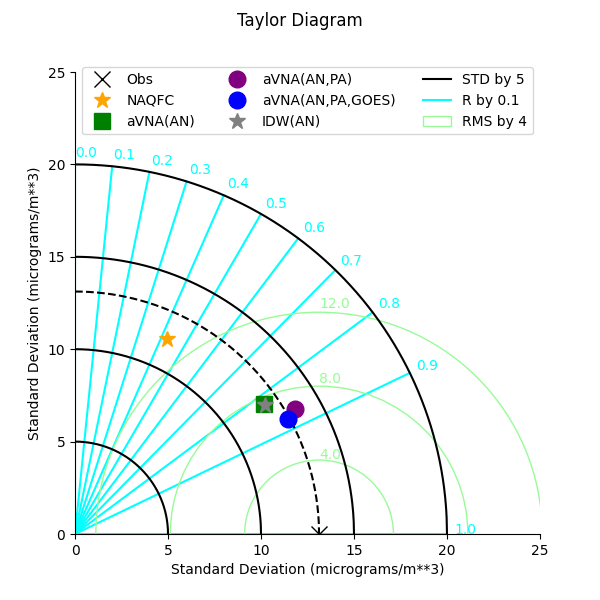 Taylor Diagram
Obs
NAQFC
aVNA(AN)
aVNA(AN,PA)
aVNA(AN,PA,GOES)
IDW(AN)
STD by 5
R by 0.1
RMS by 4
25
20
15
10
5
0
Standard Deviation (micrograms/m**3)
0.0
0.1
0.2
0.3
0.4
0.5
0.6
0.7
0.8
0.9
1.0
12.0
8.0
4.0
0
5
10
15
20
25
Standard Deviation (micrograms/m**3)